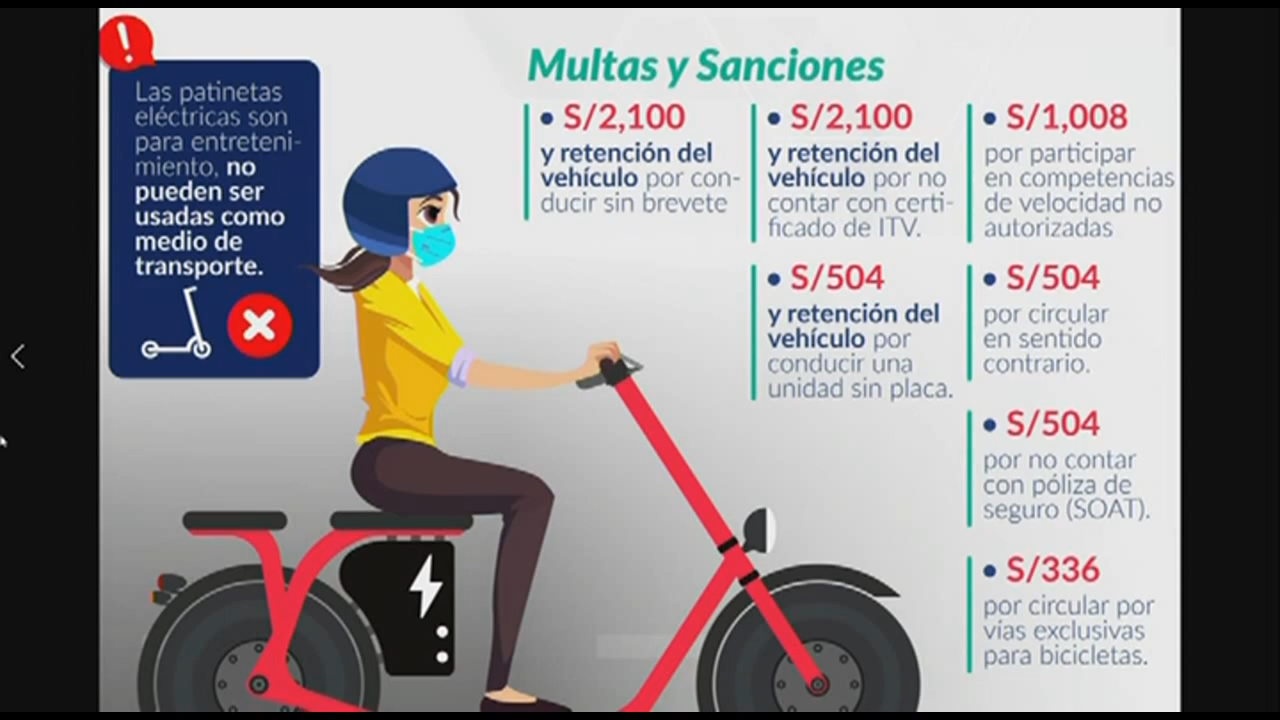 !
Las patinetas
eléctricas son
para entreteni-
miento, no
pueden ser
usadas como
medio de
transporte.
Multas y Sanciones
• S/2,100
y retención del
vehículo por con-
ducir sin brevete
• S/2,100
y retención del
vehículo por no
contar con certi-
ficado de ITV.
• S/504
y retención del
vehículo por
conducir una
unidad sin placa.
• S/1,008
por participar
en competencias
de velocidad no
autorizadas
• S/504
por circular
en sentido
contrario.
• S/504
por no contar
con póliza de
seguro (SOAT).
• S/336
por circular por
vías exclusivas
para bicicletas.